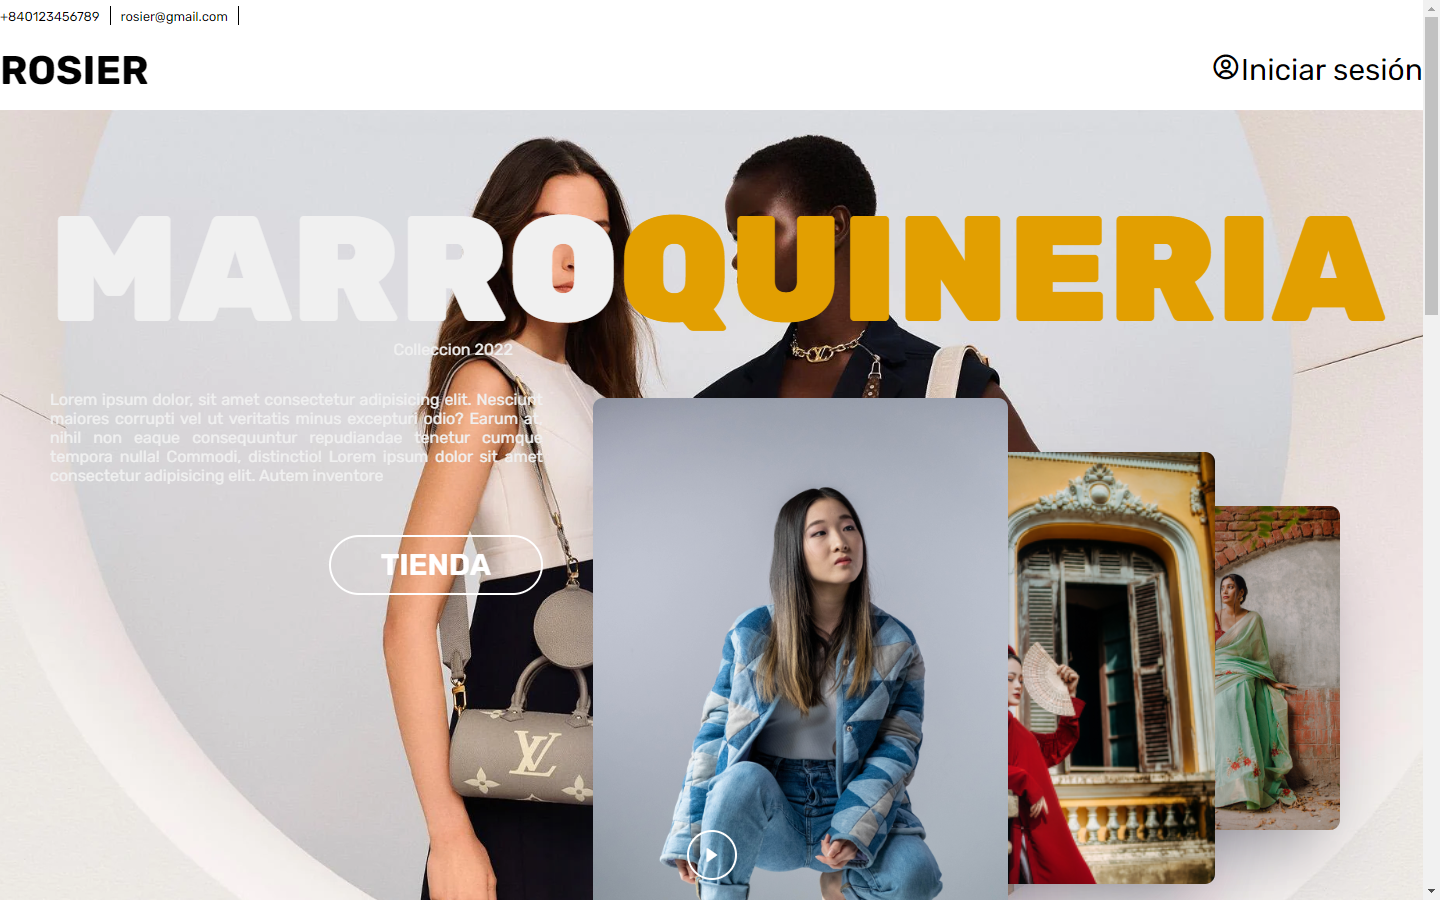 +840123456789
rosier@gmail.com
ROSIER
Iniciar sesión
MARROQUINERIA
Colleccion 2022
Lorem ipsum dolor, sit amet consectetur adipisicing elit. Nesciunt
maiores corrupti vel ut veritatis minus excepturi odio? Earum at,
nihil non eaque consequuntur repudiandae tenetur cumque
tempora nulla! Commodi, distinctio! Lorem ipsum dolor sit amet
consectetur adipisicing elit. Autem inventore
TIENDA
LV